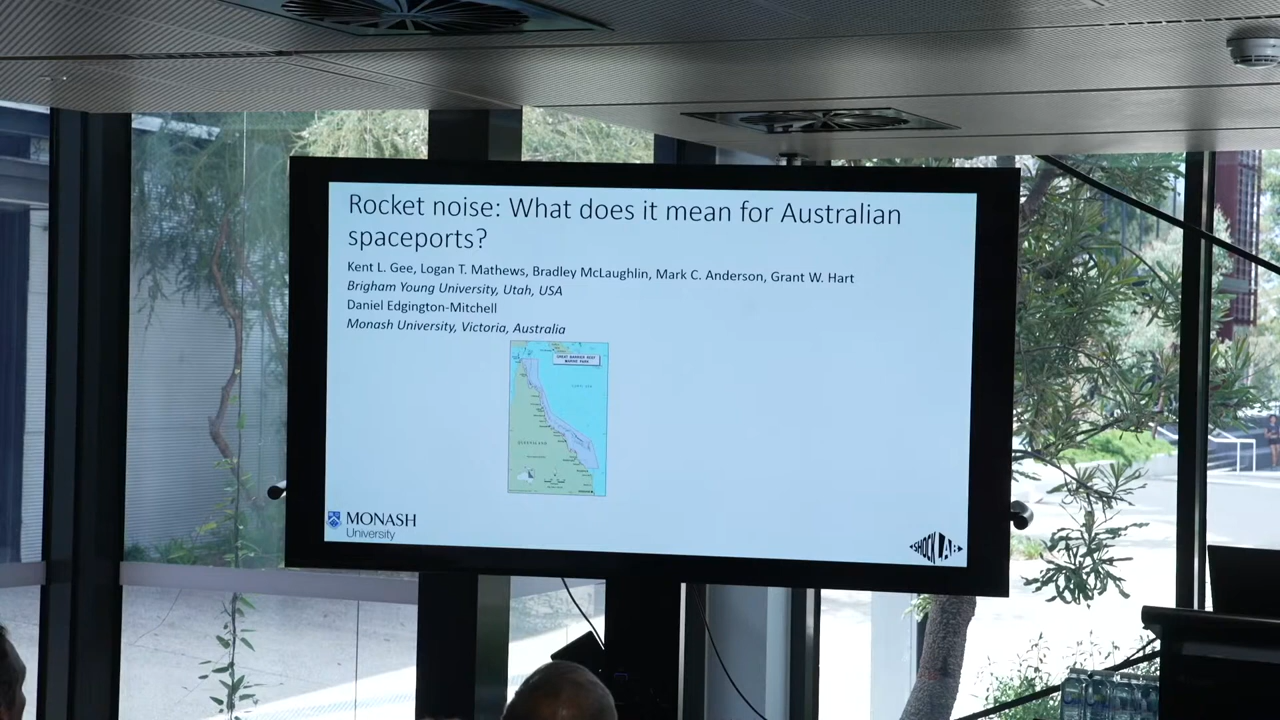 Rocket noise: What does it mean for Australian
spaceports?
Kent L. Gee, Logan T. Mathews, Bradley McLaughlin, Mark C. Anderson, Grant W. Hart
Brigham Young University, Utah, USA
Daniel Edgington-Mitchell
Monash University, Victoria, Australia
GREAT BARRIER REEF
MARINE PARK
QUEENSLAND
MONASH
University
SHOCK LAB